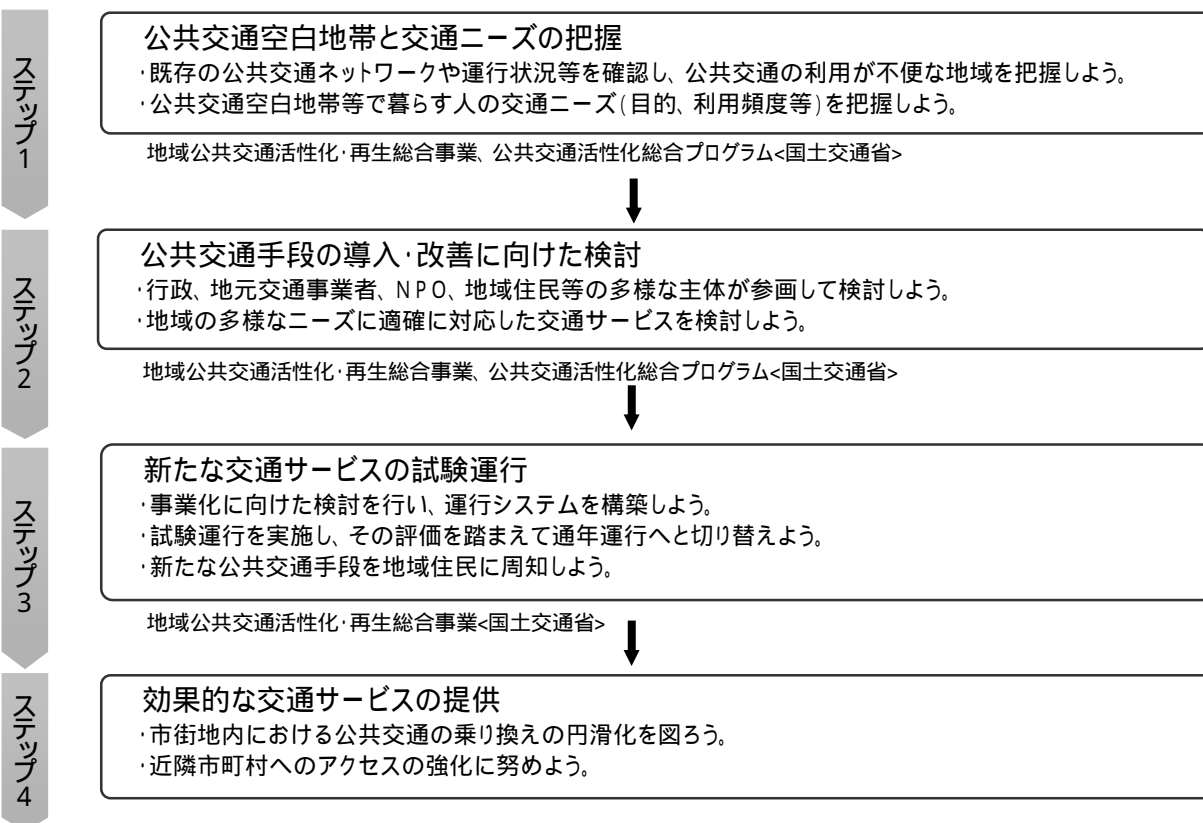 ステップ1
公共交通空白地帯と交通ニーズの把握
･既存の公共交通ネットワークや運行状況等を確認し、公共交通の利用が不便な地域を把握しよう。
･公共交通空白地帯等で暮らす人の交通ニーズ(目的、利用頻度等)を把握しよう。
地域公共交通活性化･再生総合事業、公共交通活性化総合プログラム<国土交通省>
ステップ2
公共交通手段の導入･改善に向けた検討
･行政、地元交通事業者、NPO、地域住民等の多様な主体が参画して検討しよう。
･地域の多様なニーズに適確に対応した交通サービスを検討しよう。
地域公共交通活性化･再生総合事業、公共交通活性化総合プログラム<国土交通省>
ステップ3
新たな交通サービスの試験運行
･事業化に向けた検討を行い、運行システムを構築しよう。
･試験運行を実施し、その評価を踏まえて通年運行へと切り替えよう。
･新たな公共交通手段を地域住民に周知しよう。
地域公共交通活性化･再生総合事業<国土交通省>
ステップ4
効果的な交通サービスの提供
･市街地内における公共交通の乗り換えの円滑化を図ろう。
･近隣市町村へのアクセスの強化に努めよう。